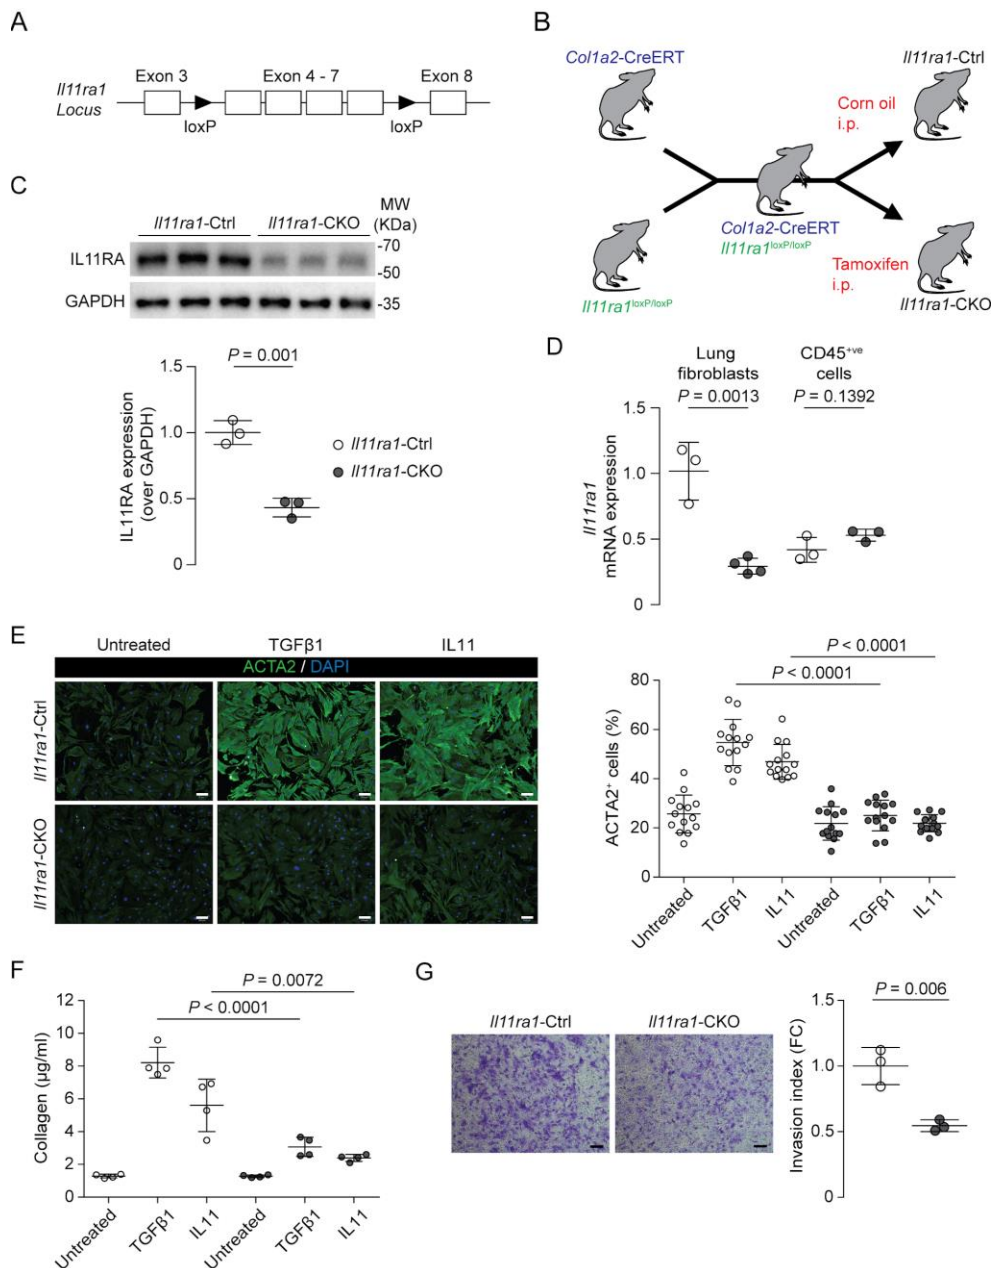 A
Exon 3
Exon 4 - 7
Exon 8
Il11ra1
Locus
loxP
loxP
B
Col1a2-CreERT
Il11ra1-Ctrl
Corn oil
i.p.
Col1a2-CreERT
Il11ra1loxP/loxP
Tamoxifen
i.p.
Il11ra1loxP/loxP
Il11ra1-CKO
C
Il11ra1-Ctrl
Il11ra1-CKO
MW
(KDa)
IL11RA
-70
-50
GAPDH
-35
P = 0.001
1.5
1.0
0.5
0
IL11RA expression
(over GAPDH)
Il11ra1-Ctrl
Il11ra1-CKO
D
Lung
fibroblasts
CD45+ve
cells
P = 0.0013
P = 0.1392
1.5
1.0
0.5
0
Il11ra1
mRNA expression
E
Untreated
TGFβ1
IL11
ACTA2 / DAPI
Il11ra1-Ctrl
Il11ra1-CKO
P < 0.0001
P < 0.0001
80
60
40
20
0
ACTA2+ cells (%)
Untreated
TGFβ1
IL11
Untreated
TGFβ1
IL11
F
P = 0.0072
P < 0.0001
12
10
8
6
4
2
0
Collagen (μg/ml)
Untreated
TGFβ1
IL11
Untreated
TGFβ1
IL11
G
Il11ra1-Ctrl
Il11ra1-CKO
P = 0.006
1.5
1.0
0.5
0
Invasion index (FC)